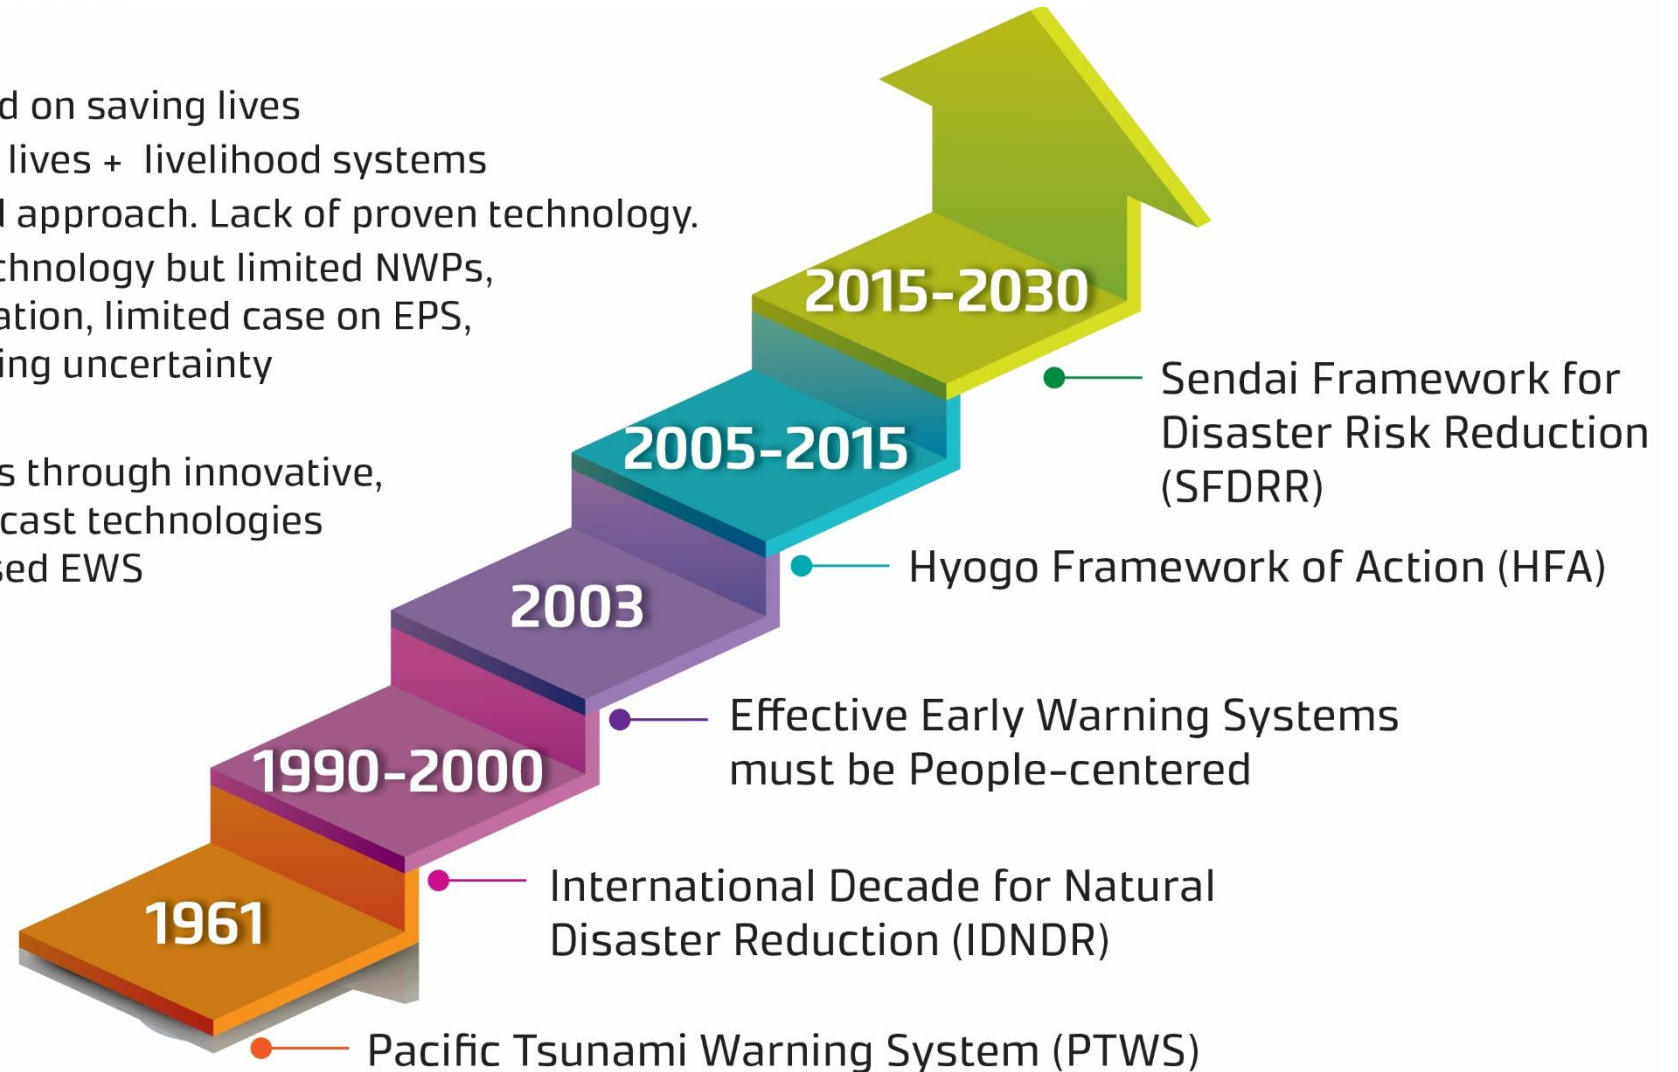 d on saving lives
lives + livelihood systems
approach. Lack of proven technology.
chnology but limited NWPs,
ation, limited case on EPS,
ing uncertainty
s through innovative,
cast technologies
sed EWS
2015-2030
Sendai Framework for
Disaster Risk Reduction
(SFDRR)
2005-2015
Hyogo Framework of Action (HFA)
2003
Effective Early Warning Systems
must be People-centered
1990-2000
International Decade for Natural
Disaster Reduction (IDNDR)
1961
Pacific Tsunami Warning System (PTWS)